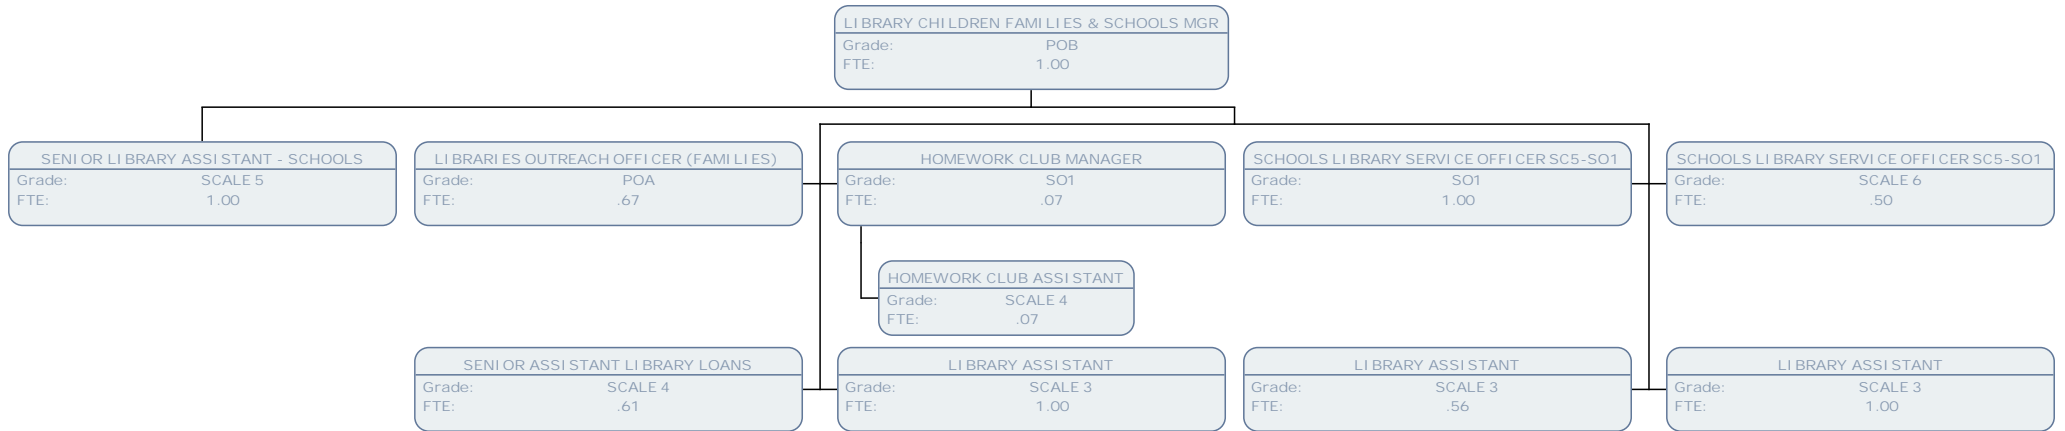 LIBRARY CHILDREN FAMILIES & SCHOOLS MGR
Grade: POB
FTE: 1.00
SENIOR LIBRARY ASSISTANT - SCHOOLS
Grade: SCALE 5
FTE: 1.00
LIBRARIES OUTREACH OFFICER (FAMILIES)
Grade: POA
FTE: .67
HOMEWORK CLUB MANAGER
Grade: SO1
FTE: .07
SCHOOLS LIBRARY SERVICE OFFICER SC5-SO1
Grade: SO1
FTE: 1.00
SCHOOLS LIBRARY SERVICE OFFICER SC5-SO1
Grade: SCALE 6
FTE: .50
HOMEWORK CLUB ASSISTANT
Grade: SCALE 4
FTE: .07
SENIOR ASSISTANT LIBRARY LOANS
Grade: SCALE 4
FTE: .61
LIBRARY ASSISTANT
Grade: SCALE 3
FTE: 1.00
LIBRARY ASSISTANT
Grade: SCALE 3
FTE: .56
LIBRARY ASSISTANT
Grade: SCALE 3
FTE: 1.00